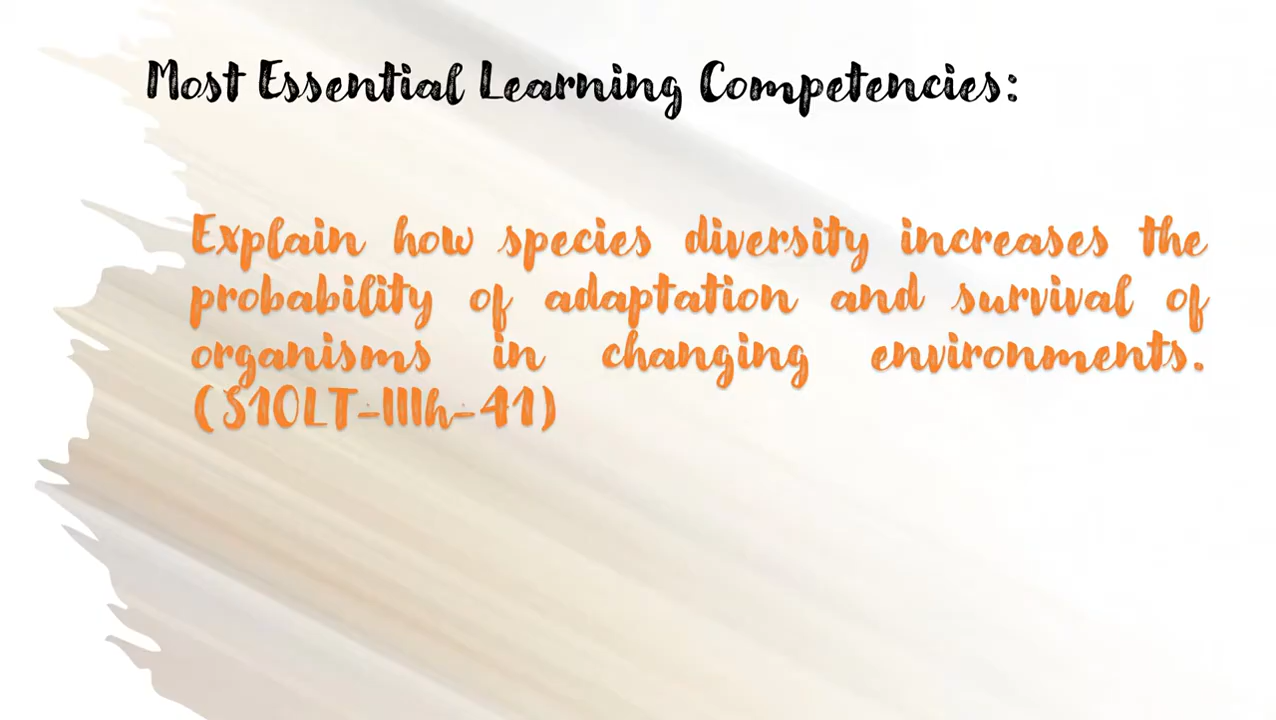 Most Essential Learning Competencies:
Explain how species diversity increases the
probability of adaptation and survival of
organisms in changing environments.
(S10LT-IIIh-41)